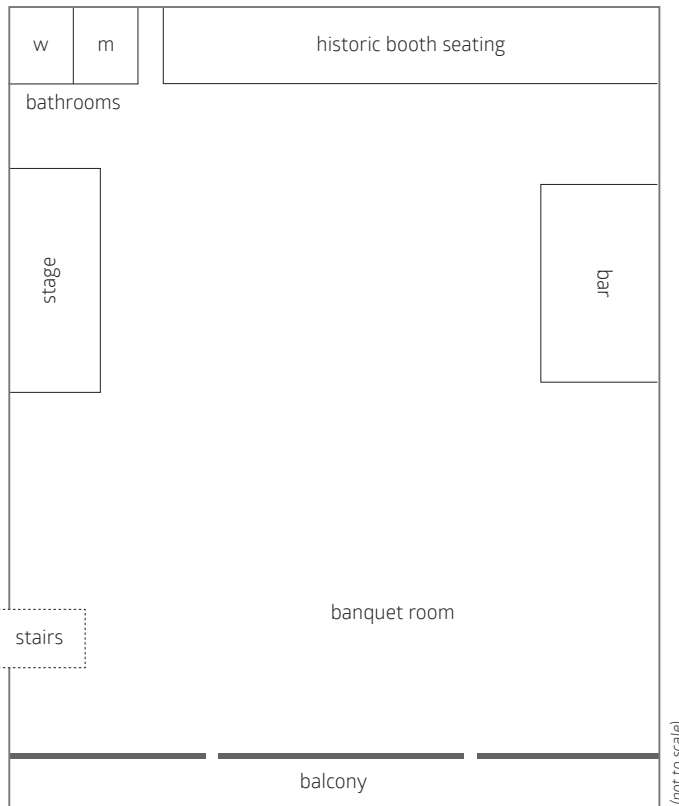 w
m
historic booth seating
bathrooms
stage
bar
banquet room
stairs
(not to scale)
balcony